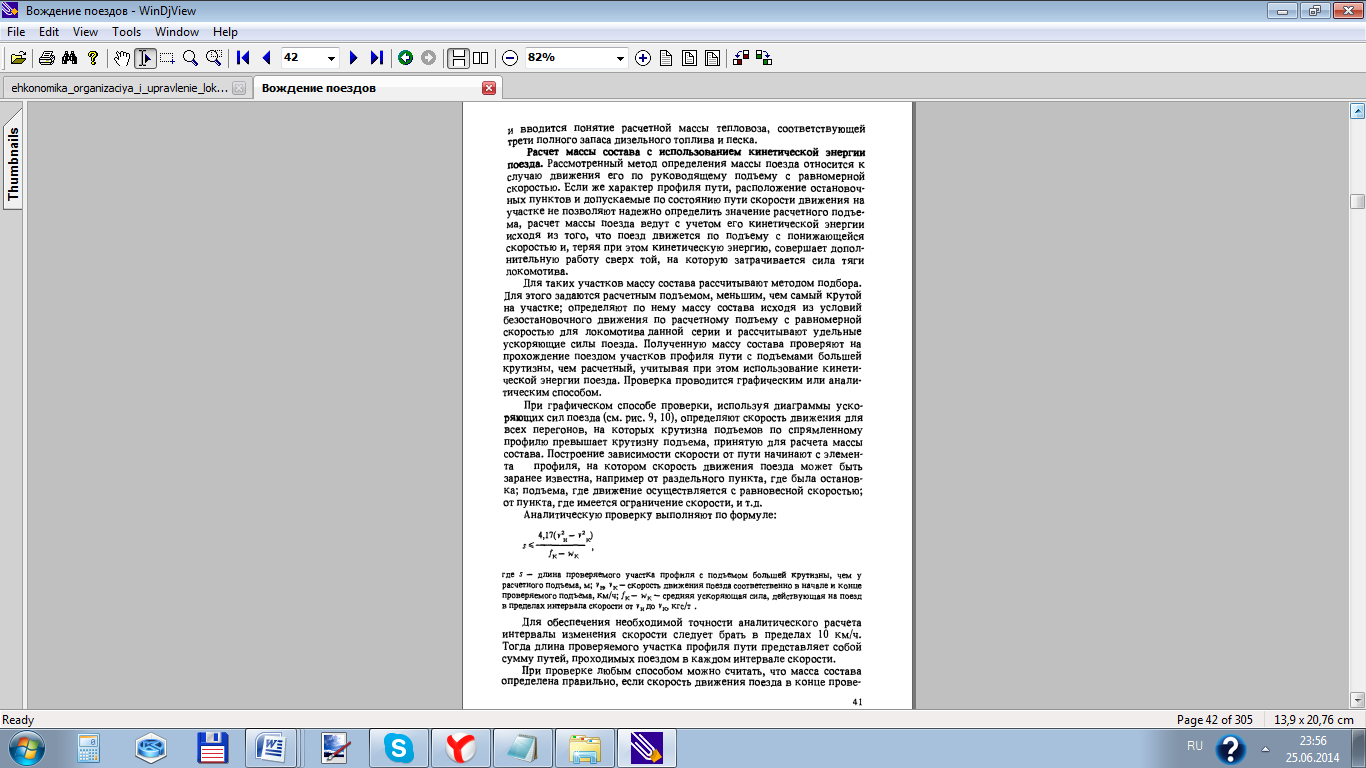 Вождение поездов - WinDjView
File Edit View Tools Window Help
42
82%
ehkonomika_organizaciya_i_upravlenie_lok...
Вождение поездов
Thumbnails
и вводится понятие расчетной массы тепловоза, соответствующей
трети полного запаса дизельного топлива и песка.
Расчет массы состава с использованием кинетической энергии
поезда. Рассмотренный метод определения массы поезда относится к
случаю движения его по руководящему подъему с равномерной
скоростью. Если же характер профиля пути, расположение остановоч-
ных пунктов и допускаемые по состоянию пути скорости движения на
участке не позволяют надежно определить значение расчетного подъе-
ма, расчет массы поезда ведут с учетом его кинетической энергии
исходя из того, что поезд движется по подъему с понижающейся
скоростью и, теряя при этом кинетическую энергию, совершает допол-
нительную работу сверх той, на которую затрачивается сила тяги
локомотива.
Для таких участков массу состава рассчитывают методом подбора.
Для этого задаются расчетным подъемом, меньшим, чем самый крутой
на участке; определяют по нему массу состава исходя из условий
безостановочного движения по расчетному подъему с равномерной
скоростью для локомотива данной серии и рассчитывают удельные
ускоряющие силы поезда. Полученную массу состава проверяют на
прохождение поездом участков профиля пути с подъемами большей
крутизны, чем расчетный, учитывая при этом использование кинети-
ческой энергии поезда. Проверка проводится графическим или анали-
тическим способом.
При графическом способе проверки, используя диаграммы уско-
ряющих сил поезда (см. рис. 9, 10), определяют скорость движения для
всех перегонов, на которых крутизна подъемов по спрямленному
профилю превышает крутизну подъема, принятую для расчета массы
состава. Построение зависимости скорости от пути начинают с элемен-
та профиля, на котором скорость движения поезда может быть
заранее известна, например от раздельного пункта, где была останов-
ка; подъема, где движение осуществляется с равновесной скоростью;
от пункта, где имеется ограничение скорости, и т.д.
Аналитическую проверку выполняют по формуле:
s ≤ 4,17(v²н − v²к) / fк − wк ,
где s — длина проверяемого участка профиля с подъемом большей крутизны, чем у
расчетного подъема, м; vн, vк — скорость движения поезда соответственно в начале и конце
проверяемого подъема, км/ч; fк — wк — средняя ускоряющая сила, действующая на поезд
в пределах интервала скорости от vн до vк, кгс/т .
Для обеспечения необходимой точности аналитического расчета
интервалы изменения скорости следует брать в пределах 10 км/ч.
Тогда длина проверяемого участка профиля пути представляет собой
сумму путей, проходимых поездом в каждом интервале скорости.
При проверке любым способом можно считать, что масса состава
определена правильно, если скорость движения поезда в конце прове-
41
Ready
Page 42 of 305
13,9 x 20,76 cm
RU
23:56
25.06.2014